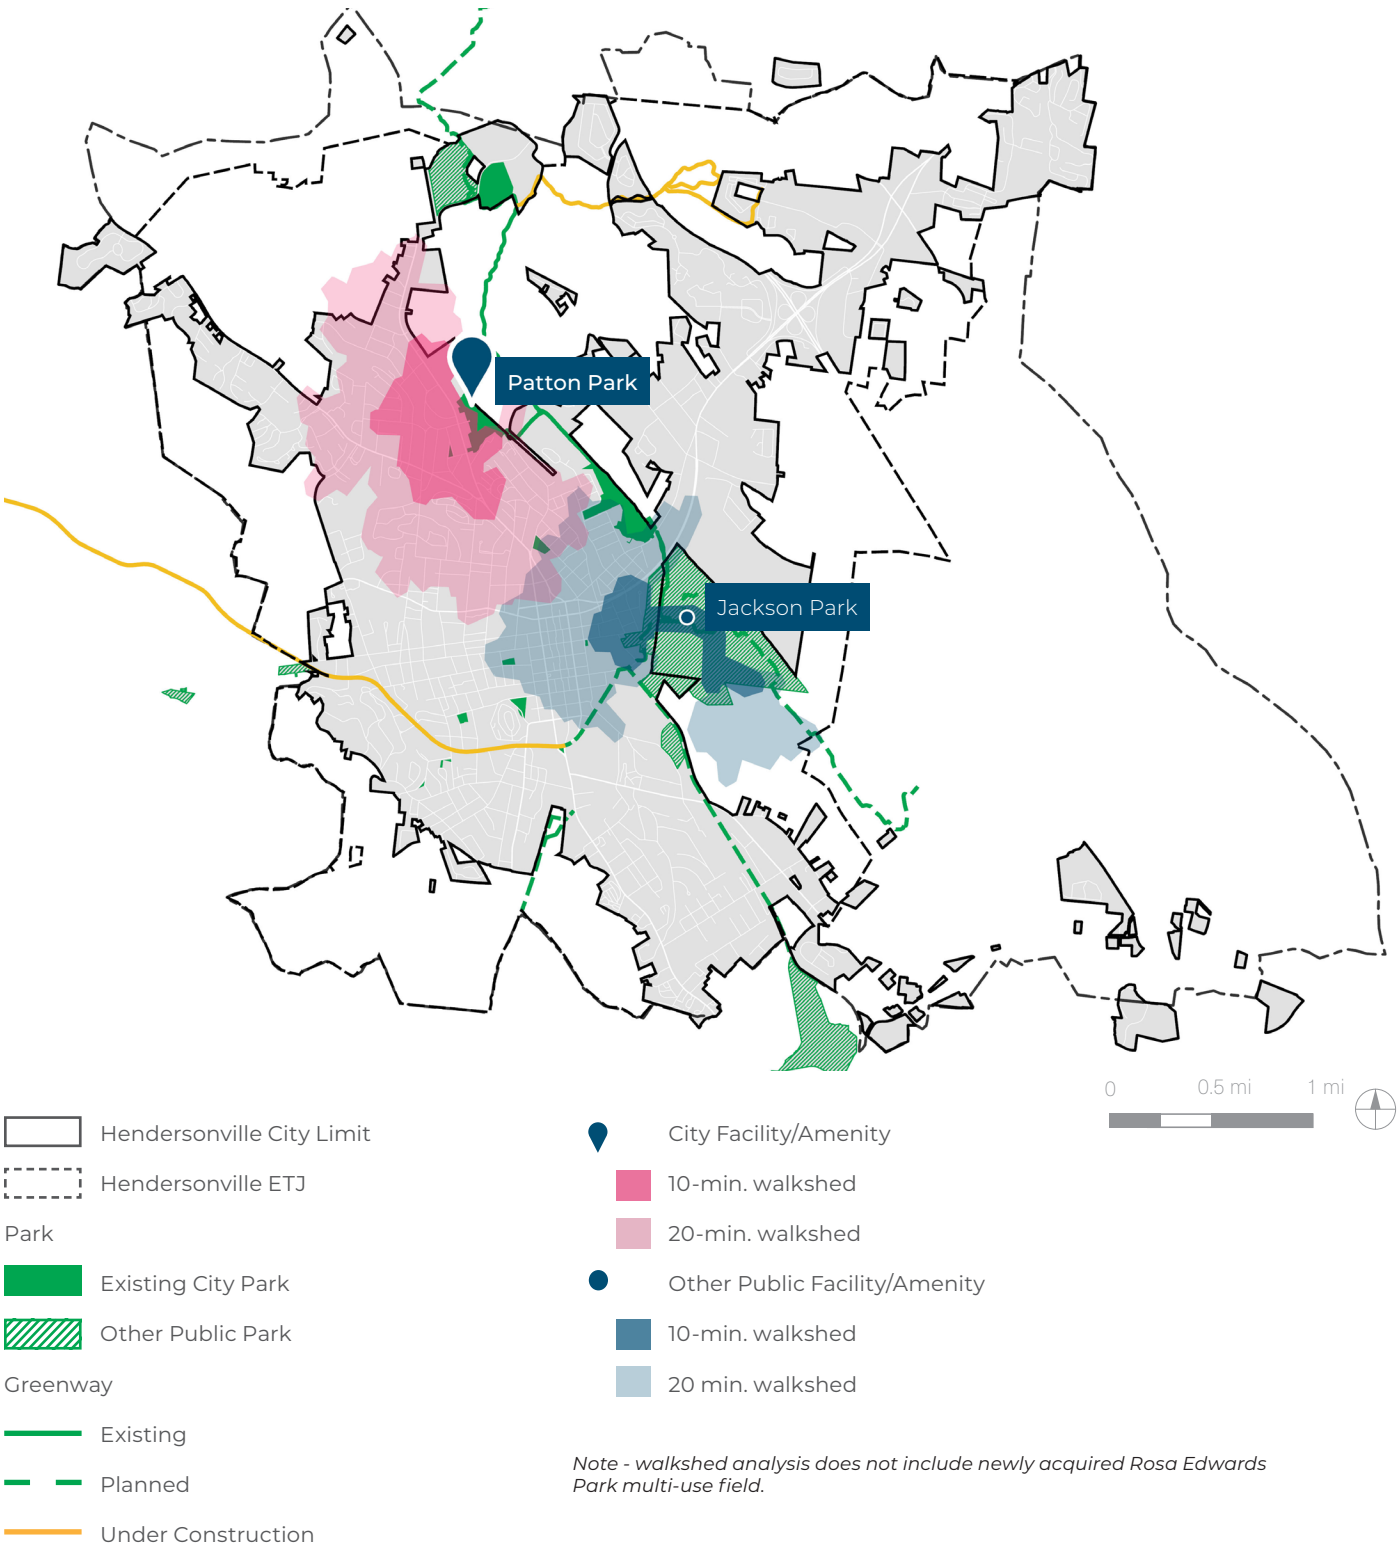 Patton Park
Jackson Park
0 0.5 mi 1 mi
Hendersonville City Limit
Hendersonville ETJ
Park
Existing City Park
Other Public Park
Greenway
Existing
Planned
Under Construction
City Facility/Amenity
10-min. walkshed
20-min. walkshed
Other Public Facility/Amenity
10-min. walkshed
20 min. walkshed
Note - walkshed analysis does not include newly acquired Rosa Edwards
Park multi-use field.